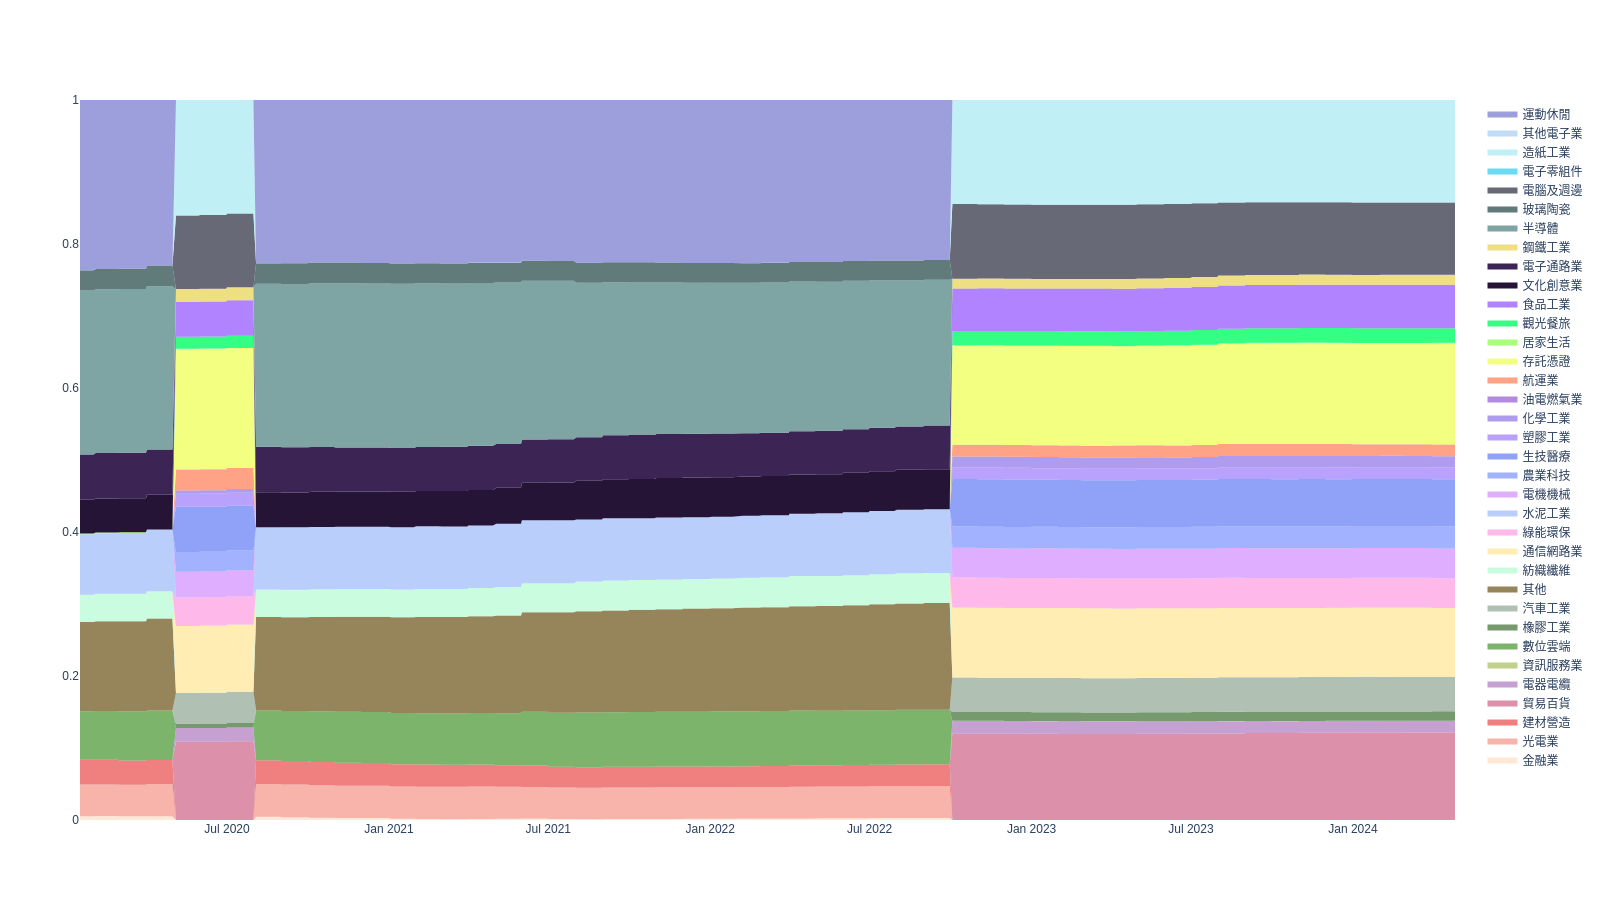 1
0.8
0.6
0.4
0.2
0
Jul 2020
Jan 2021
Jul 2021
Jan 2022
Jul 2022
Jan 2023
Jul 2023
Jan 2024
運動休閒
其他電子業
造紙工業
電子零組件
電腦及週邊
玻璃陶瓷
半導體
鋼鐵工業
電子通路業
文化創意業
食品工業
觀光餐旅
居家生活
存託憑證
航運業
油電燃氣業
化學工業
塑膠工業
生技醫療
農業科技
電機機械
水泥工業
綠能環保
通信網路業
紡織纖維
其他
汽車工業
橡膠工業
數位雲端
資訊服務業
電器電纜
貿易百貨
建材營造
光電業
金融業